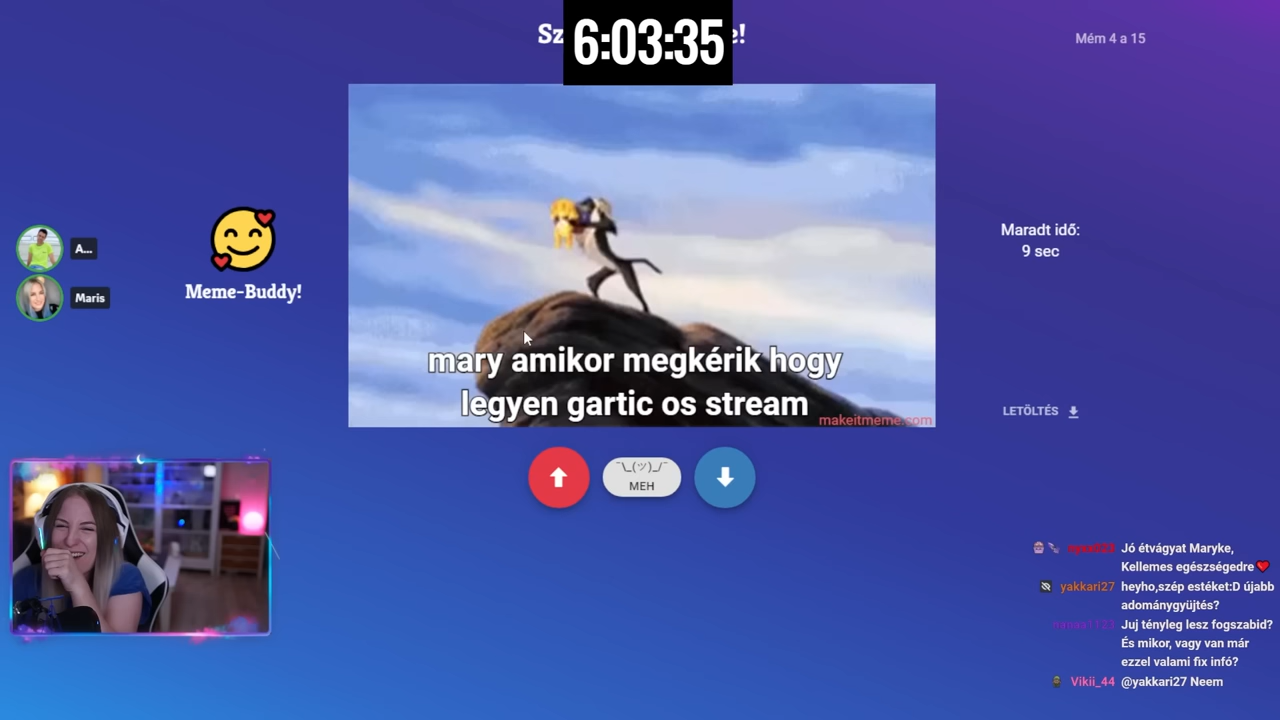 Sz
6:03:35
e!
Mém 4 a 15
A...
Maris
Meme-Buddy!
Maradt idő:
9 sec
mary amikor megkérik hogy
legyen gartic os stream
makeitmeme.com
LETÖLTÉS
¯\_(ツ)_/¯
MEH
Jó étvágyat Maryke,
Kellemes egészségedre
yakkari27 heyho,szép estéket:D újabb
adománygyüjtés?
Juj tényleg lesz fogszabid?
És mikor, vagy van már
ezzel valami fix infó?
Vikii_44 @yakkari27 Neem